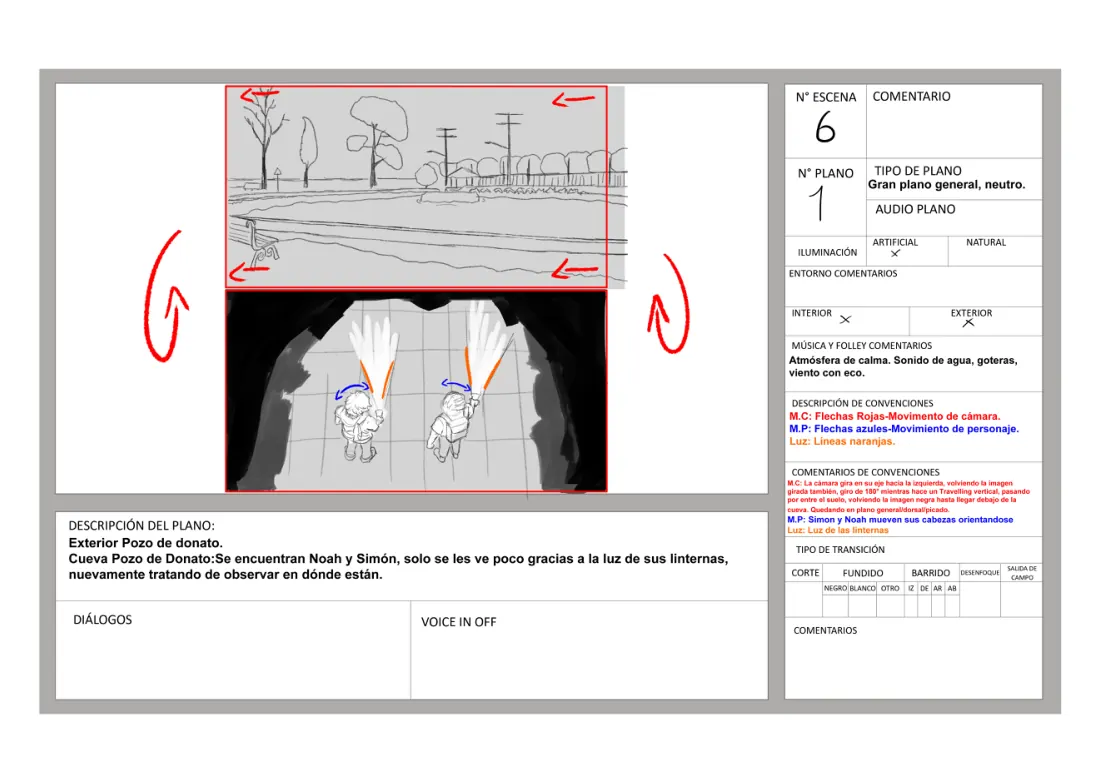 N° ESCENA
6
COMENTARIO
N° PLANO
1
TIPO DE PLANO
Gran plano general, neutro.
AUDIO PLANO
ILUMINACIÓN
ARTIFICIAL
X
NATURAL
ENTORNO COMENTARIOS
INTERIOR X
EXTERIOR
X
MÚSICA Y FOLLEY COMENTARIOS
Atmósfera de calma. Sonido de agua, goteras,
viento con eco.
DESCRIPCIÓN DE CONVENCIONES
M.C: Flechas Rojas-Movimento de cámara.
M.P: Flechas azules-Movimiento de personaje.
Luz: Líneas naranjas.
COMENTARIOS DE CONVENCIONES
M.C: La cámara gira en su eje hacia la izquierda, volviendo la imagen
girada también, giro de 180° mientras hace un Travelling vertical, pasando
por entre el suelo, volviendo la imagen negra hasta llegar debajo de la
cueva. Quedando en plano general/dorsal/picado.
M.P: Simon y Noah mueven sus cabezas orientandose
Luz: Luz de las linternas
TIPO DE TRANSICIÓN
CORTE FUNDIDO BARRIDO DESENFOQUE SALIDA DE
CAMPO
NEGRO BLANCO OTRO IZ DE AR AB
COMENTARIOS
DESCRIPCIÓN DEL PLANO:
Exterior Pozo de donato.
Cueva Pozo de Donato:Se encuentran Noah y Simón, solo se les ve poco gracias a la luz de sus linternas,
nuevamente tratando de observar en dónde están.
DIÁLOGOS
VOICE IN OFF